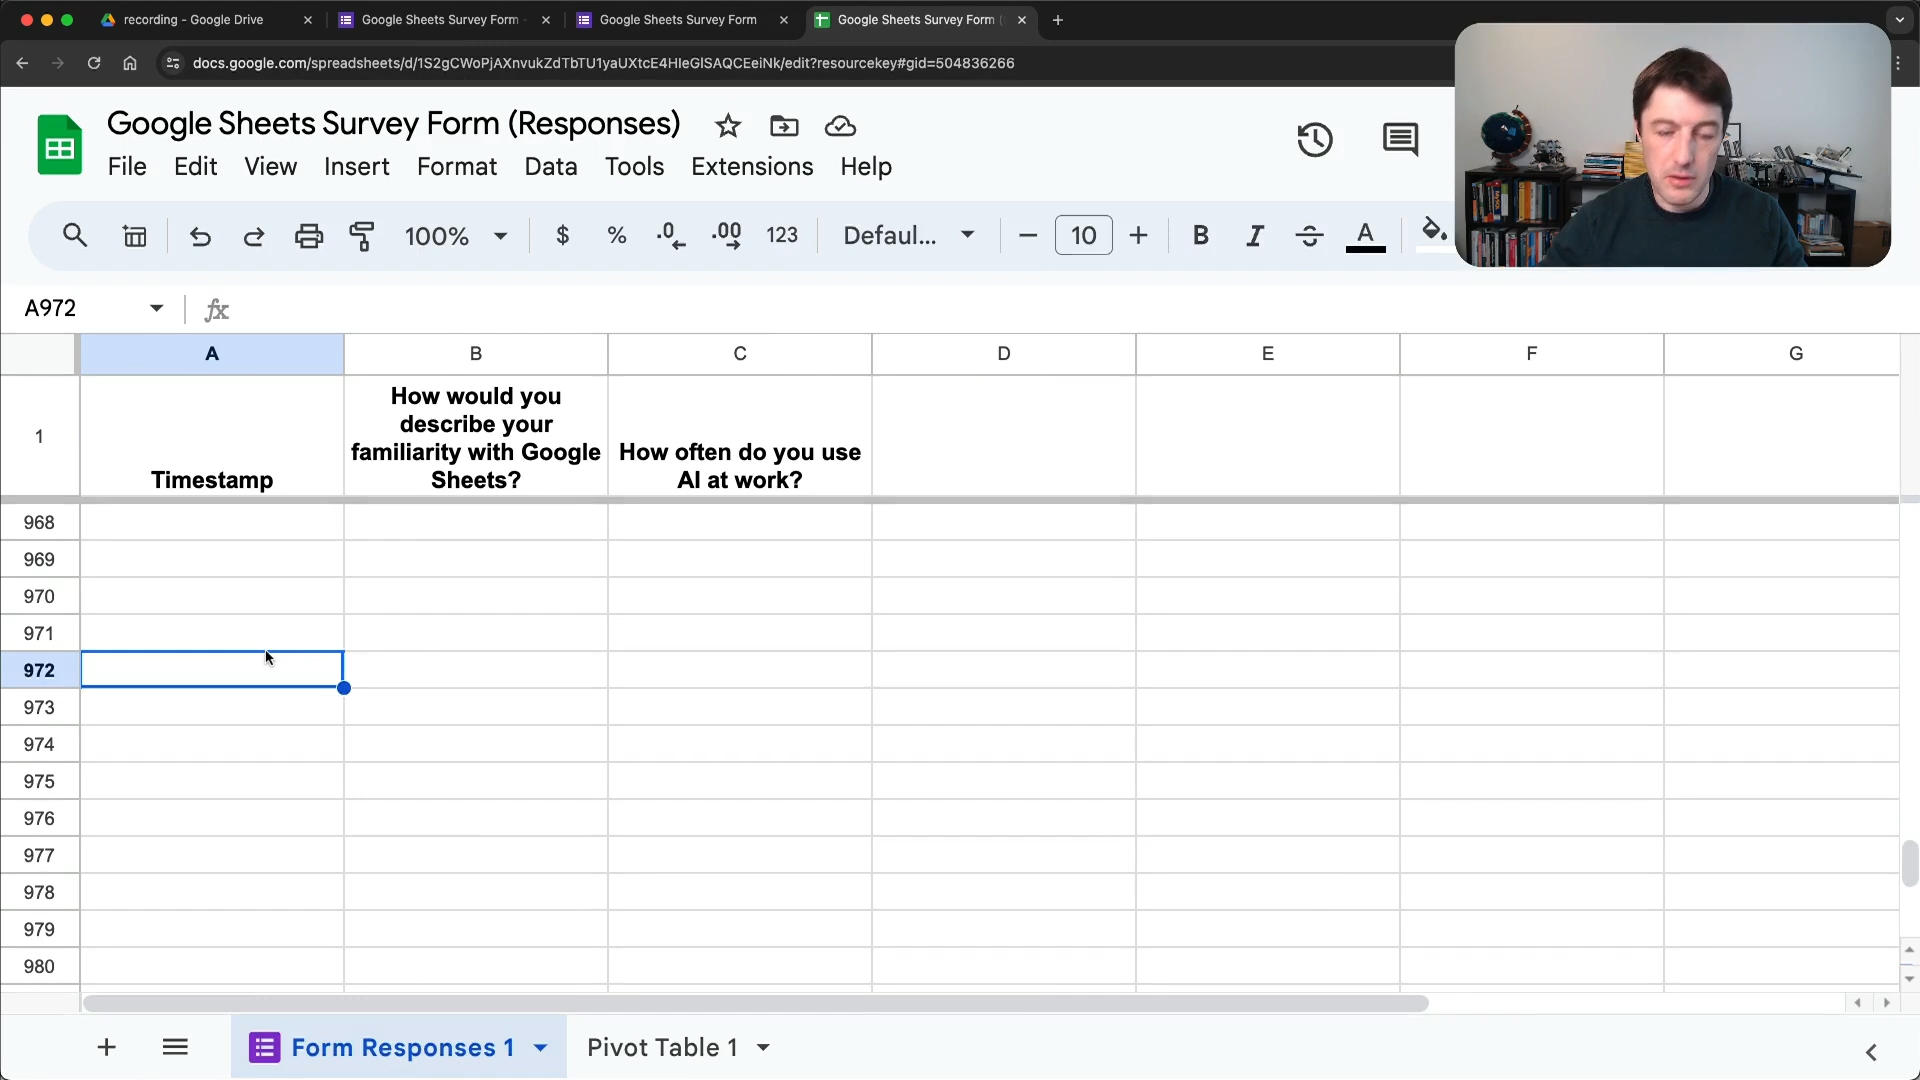 recording - Google Drive
Google Sheets Survey Form -
Google Sheets Survey Form
Google Sheets Survey Form (
docs.google.com/spreadsheets/d/1S2gCWoPjAXnvukZdTbTU1yaUXtcE4HIeGlSAQCEeiNk/edit?resourcekey#gid=504836266
Google Sheets Survey Form (Responses)
File Edit View Insert Format Data Tools Extensions Help
100% $ % .0 .00 123 Defaul... 10 B I A
A972 fx
A B C D E F G
1
Timestamp
How would you
describe your
familiarity with Google
Sheets?
How often do you use
AI at work?
968
969
970
971
972
973
974
975
976
977
978
979
980
Form Responses 1 Pivot Table 1